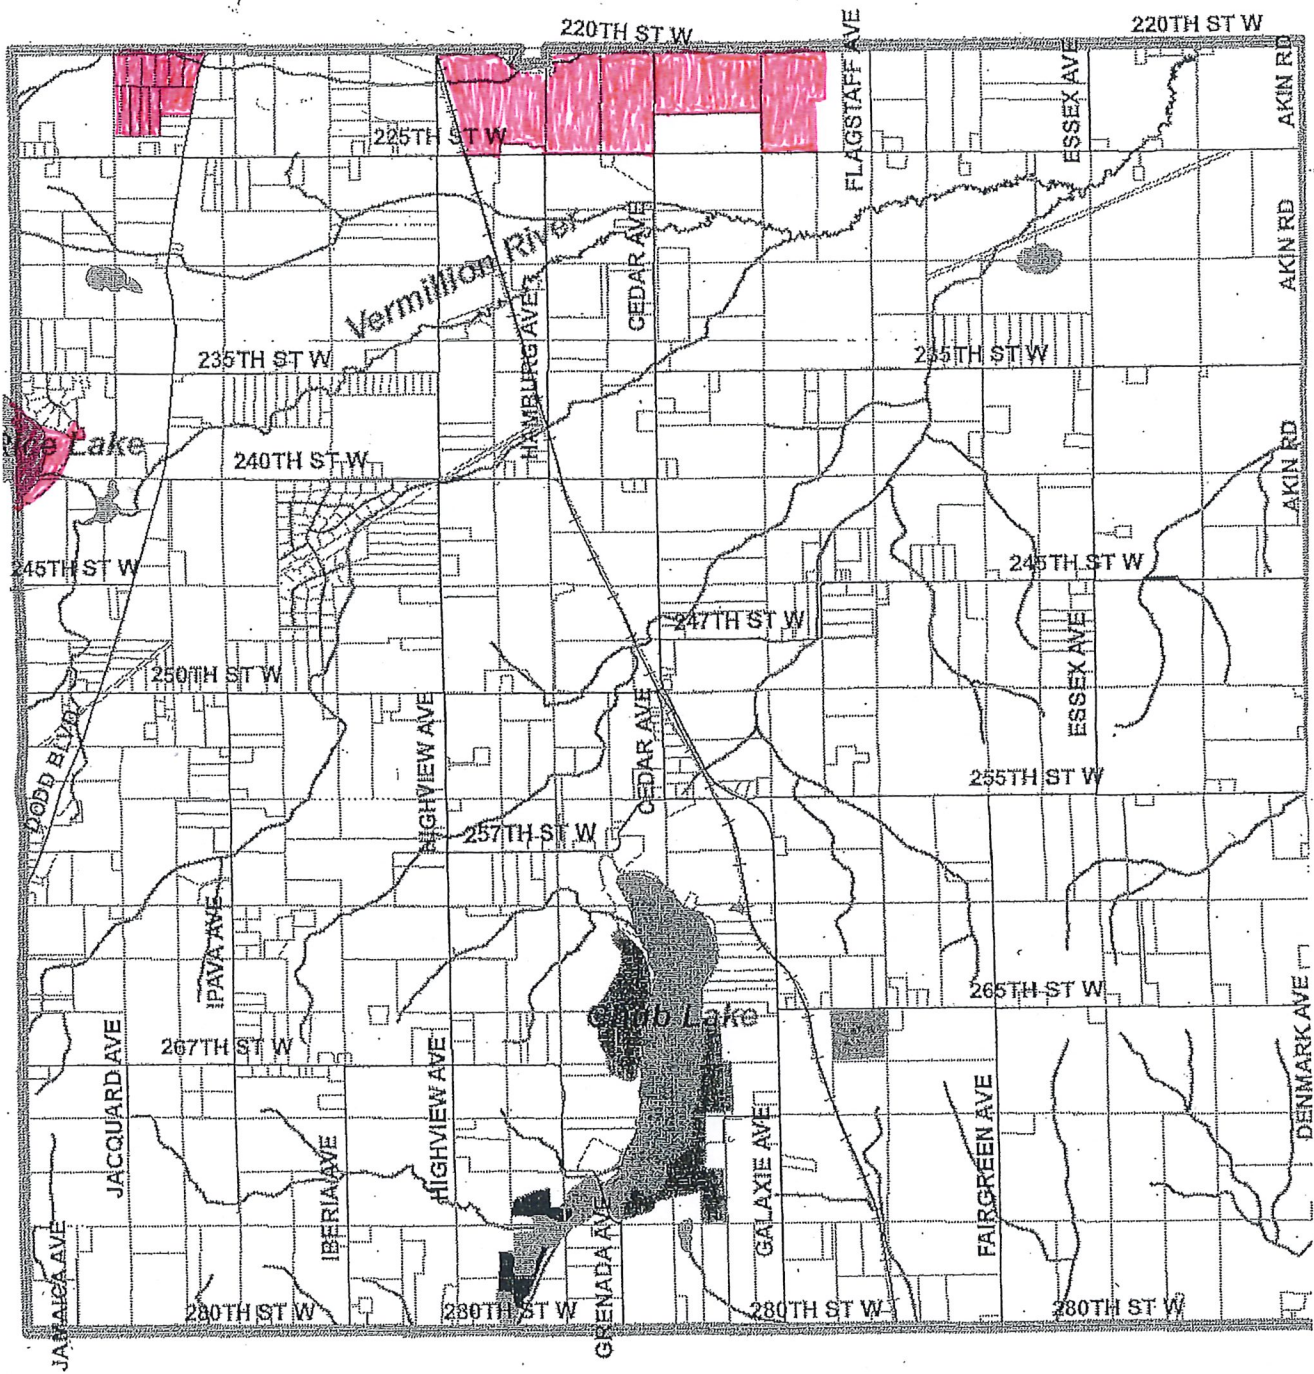 220TH ST W
220TH ST W
FLAGSTAFF AVE
ESSEX AVE
AKIN RD
225TH ST W
Vermillion River
CEDAR AVE
AKIN RD
HAMBURG AVE
235TH ST W
235TH ST W
Lake
240TH ST W
AKIN RD
245TH ST W
245TH ST W
247TH ST W
ESSEX AVE
250TH ST W
HIGHVIEW AVE
CEDAR AVE
DODD BLVD
255TH ST W
257TH ST W
IPAVA AVE
265TH ST W
Chub Lake
267TH ST W
JACQUARD AVE
HIGHVIEW AVE
GALAXIE AVE
FAIRGREEN AVE
DENMARK AVE
IBERIA AVE
JAMAICA AVE
GRENADA AVE
280TH ST W
280TH ST W
280TH ST W
280TH ST W